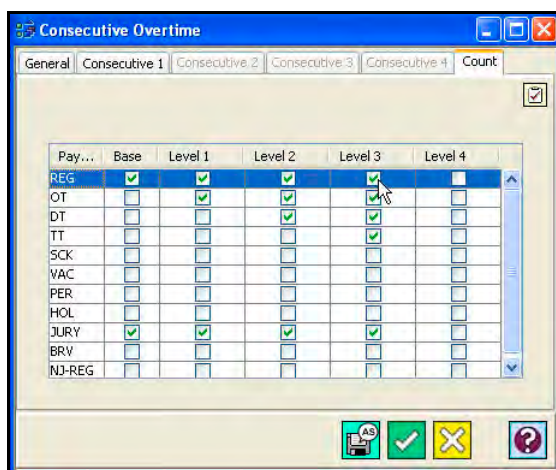 Consecutive Overtime
General Consecutive 1 Consecutive 2 Consecutive 3 Consecutive 4 Count
Pay... Base Level 1 Level 2 Level 3 Level 4
REG
OT
DT
TT
SCK
VAC
PER
HOL
JURY
BRV
NJ-REG
AS
?